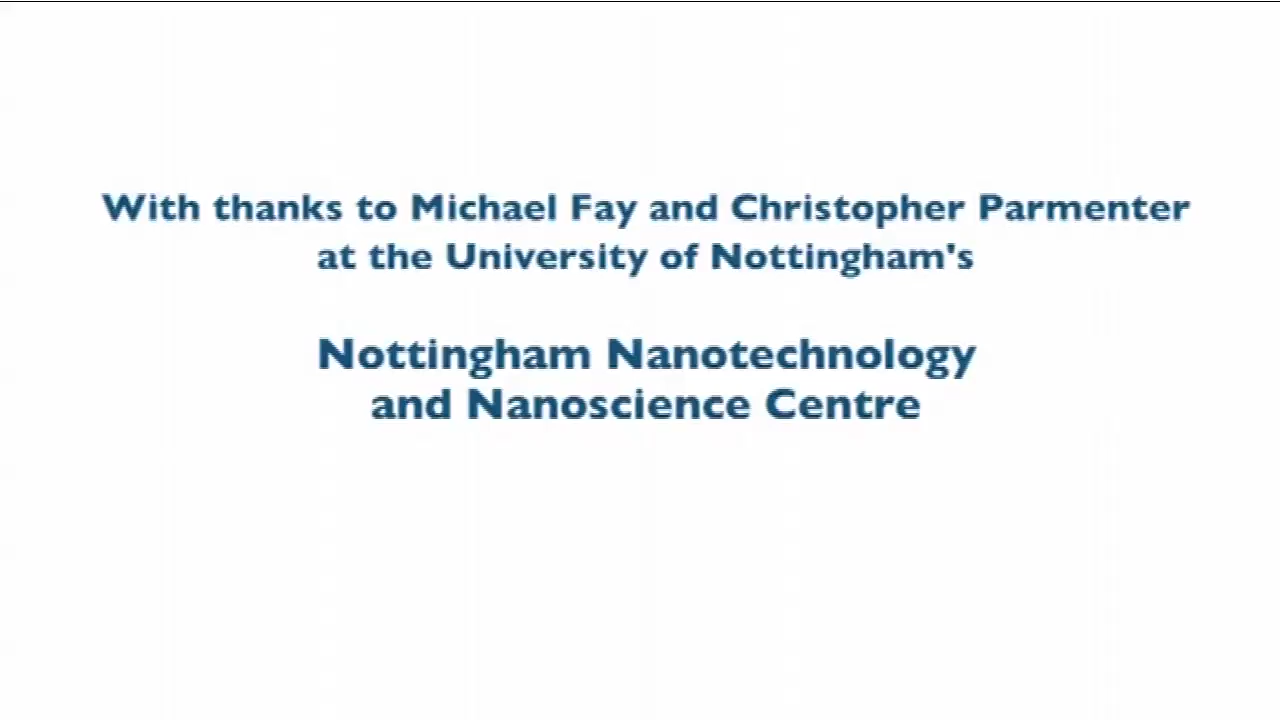 With thanks to Michael Fay and Christopher Parmenter
at the University of Nottingham's
Nottingham Nanotechnology
and Nanoscience Centre